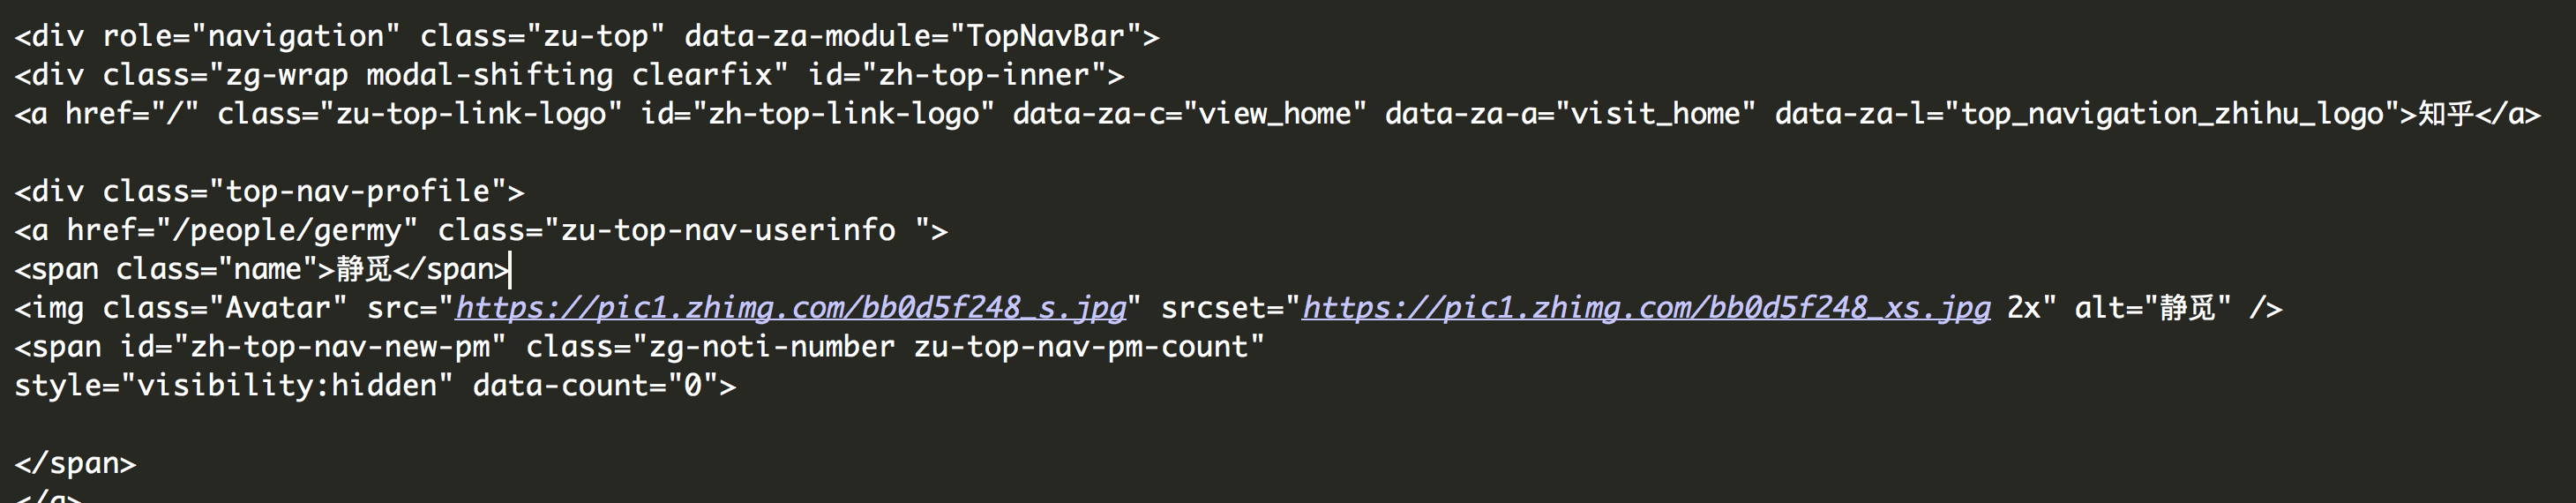 <div role="navigation" class="zu-top" data-za-module="TopNavBar">
<div class="zg-wrap modal-shifting clearfix" id="zh-top-inner">
<a href="/" class="zu-top-link-logo" id="zh-top-link-logo" data-za-c="view_home" data-za-a="visit_home" data-za-l="top_navigation_zhihu_logo">知乎</a>
<div class="top-nav-profile">
<a href="/people/germy" class="zu-top-nav-userinfo ">
<span class="name">静觅</span>
<img class="Avatar" src="https://pic1.zhimg.com/bb0d5f248_s.jpg" srcset="https://pic1.zhimg.com/bb0d5f248_xs.jpg 2x" alt="静觅" />
<span id="zh-top-nav-new-pm" class="zg-noti-number zu-top-nav-pm-count"
style="visibility:hidden" data-count="0">
</span>
</a>